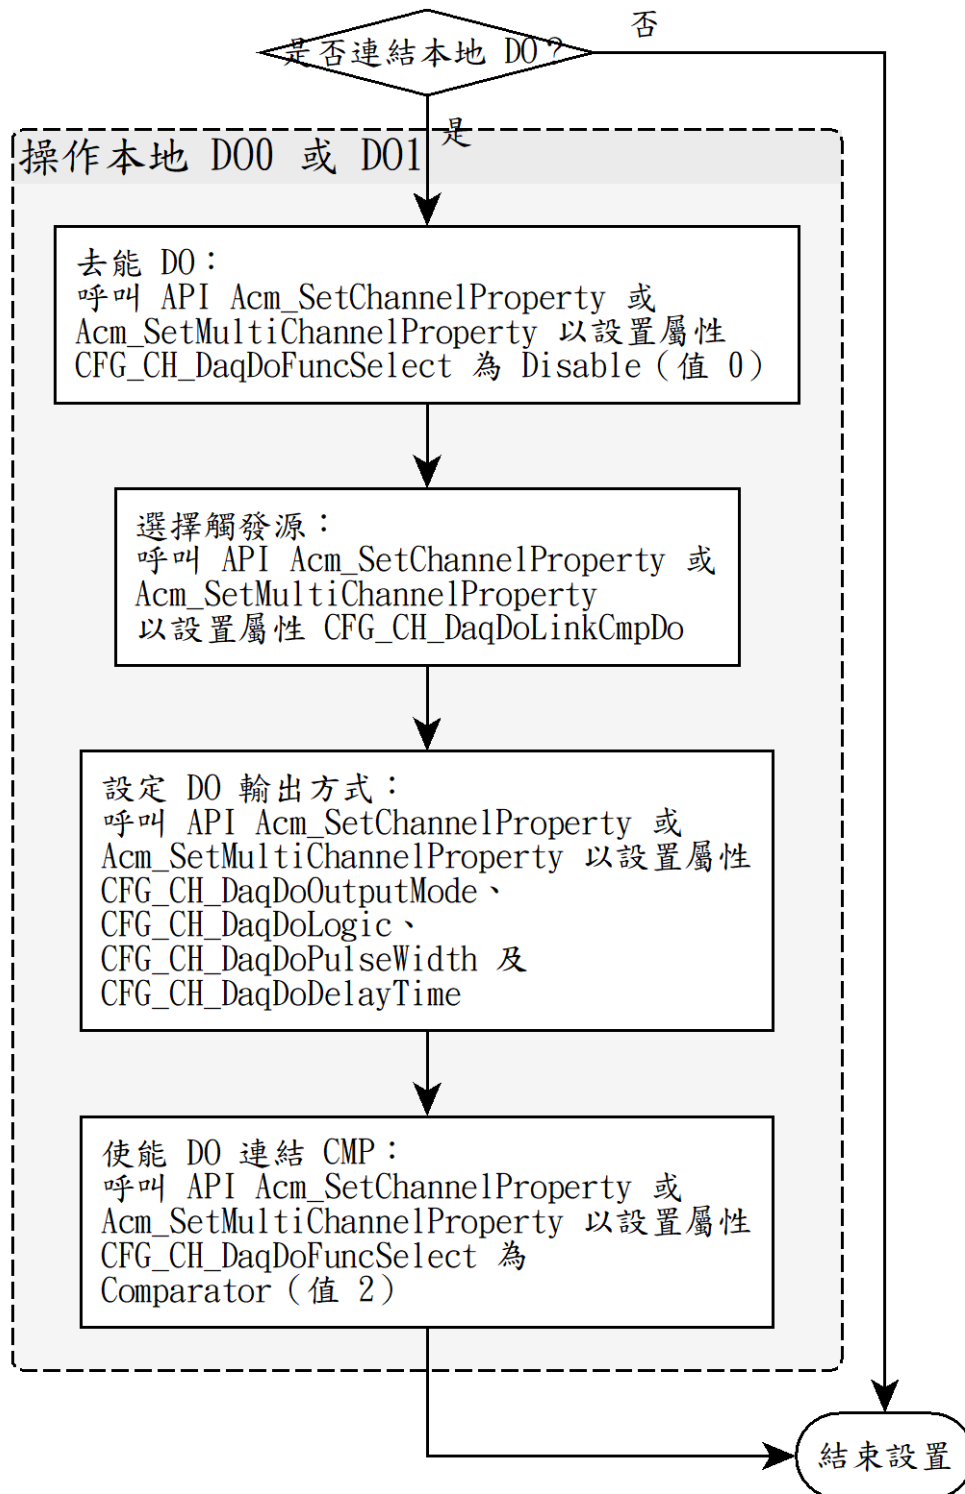 是否連結本地 DO？
否
是
操作本地 DO0 或 DO1
去能 DO：
呼叫 API Acm_SetChannelProperty 或
Acm_SetMultiChannelProperty 以設置屬性
CFG_CH_DaqDoFuncSelect 為 Disable（值 0）
選擇觸發源：
呼叫 API Acm_SetChannelProperty 或
Acm_SetMultiChannelProperty
以設置屬性 CFG_CH_DaqDoLinkCmpDo
設定 DO 輸出方式：
呼叫 API Acm_SetChannelProperty 或
Acm_SetMultiChannelProperty 以設置屬性
CFG_CH_DaqDoOutputMode、
CFG_CH_DaqDoLogic、
CFG_CH_DaqDoPulseWidth 及
CFG_CH_DaqDoDelayTime
使能 DO 連結 CMP：
呼叫 API Acm_SetChannelProperty 或
Acm_SetMultiChannelProperty 以設置屬性
CFG_CH_DaqDoFuncSelect 為
Comparator（值 2）
結束設置